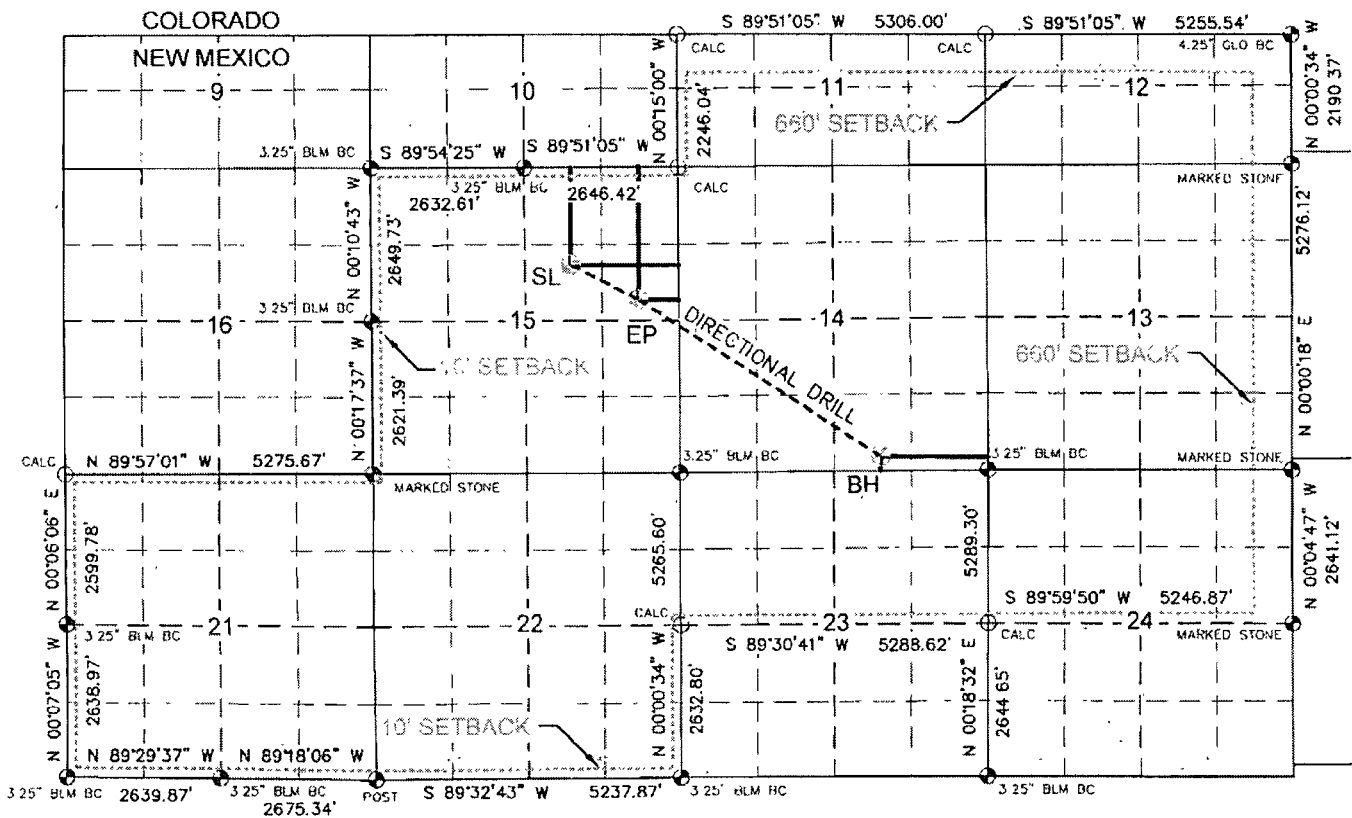 COLORADO
NEW MEXICO
S 89°51'05" W 5306.00'
S 89°51'05" W 5255.54'
CALC
CALC
4.25" GLO BC
N 00°00'34" W
2190.37'
9
10
11
12
N 00°15'00" W
2246.04'
660' SETBACK
3.25" BLM BC
S 89°54'25" W
S 89°51'05" W
3.25" BLM BC
2632.61'
2646.42'
CALC
MARKED STONE
N 00°10'43" W
2649.73'
5276.12'
SL
EP
3.25" BLM BC
16
15
14
13
DIRECTIONAL DRILL
SETBACK
660' SETBACK
N 00°00'18" E
N 00°17'37" W
2621.39'
CALC
N 89°57'01" W 5275.67'
MARKED STONE
3.25" BLM BC
BH
3.25" BLM BC
MARKED STONE
N 00°06'06" E
2599.78'
5265.60'
5289.30'
N 00°04'47" W
2641.12'
S 89°59'50" W 5246.87'
3.25" BLM BC
21
22
CALC
23
CALC
24
MARKED STONE
S 89°30'41" W 5288.62'
N 00°07'05" W
2638.97'
N 00°00'34" W
2632.80'
N 00°18'32" E
2644.65'
10' SETBACK
N 89°29'37" W
N 89°18'06" W
3.25" BLM BC
2639.87'
3.25" BLM BC
2675.34'
POST
S 89°32'43" W 5237.87'
3.25" BLM BC
3.25" BLM BC